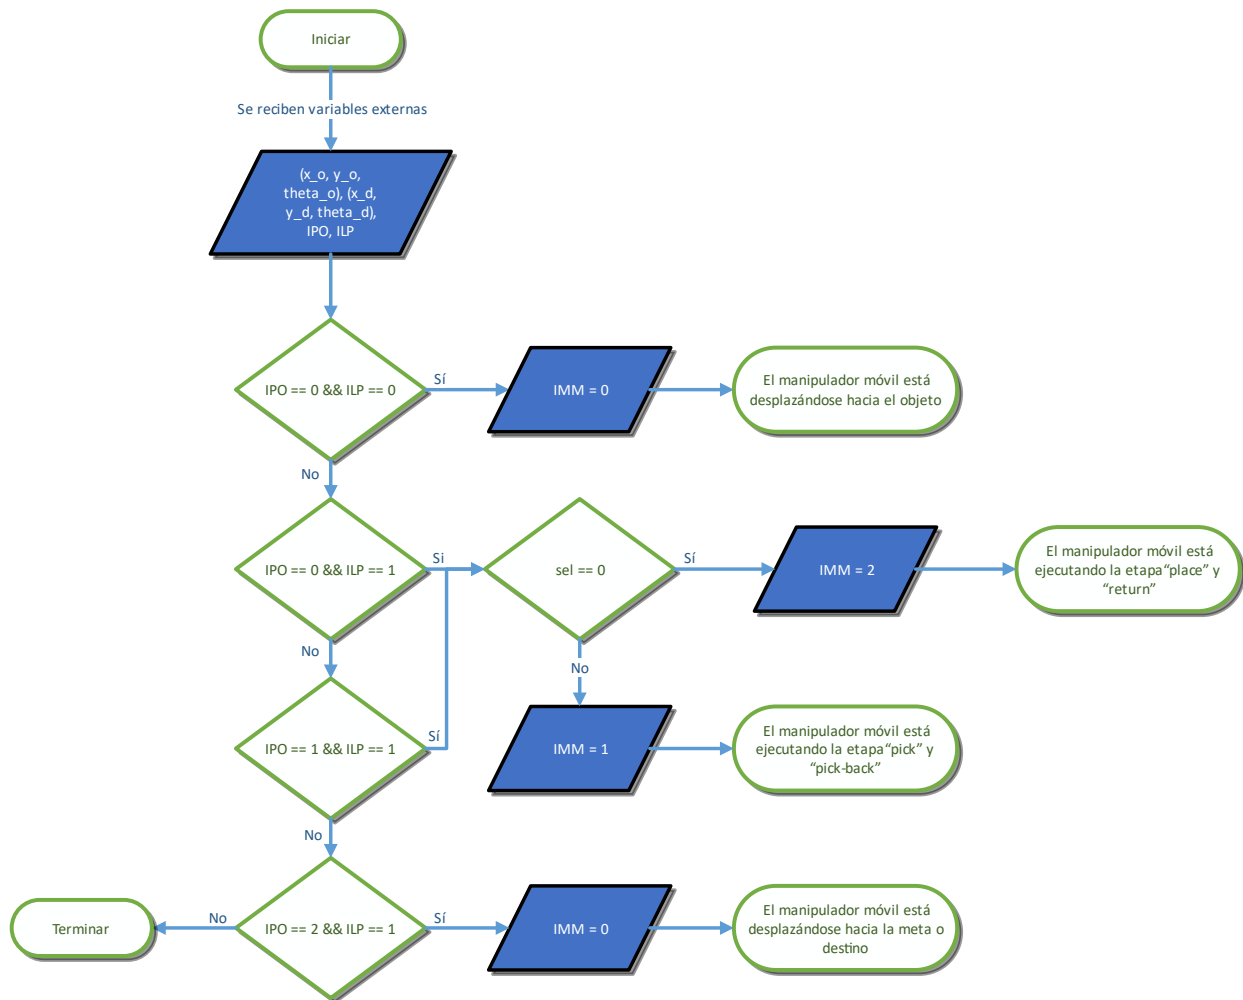 Iniciar
Se reciben variables externas
(x_o, y_o,
theta_o), (x_d,
y_d, theta_d),
IPO, ILP
IPO == 0 && ILP == 0
Sí
IMM = 0
El manipulador móvil está
desplazándose hacia el objeto
No
IPO == 0 && ILP == 1
Si
sel == 0
Sí
IMM = 2
El manipulador móvil está
ejecutando la etapa“place” y
“return”
No
No
IPO == 1 && ILP == 1
Sí
IMM = 1
El manipulador móvil está
ejecutando la etapa“pick” y
“pick-back”
No
Terminar
No
IPO == 2 && ILP == 1
Sí
IMM = 0
El manipulador móvil está
desplazándose hacia la meta o
destino